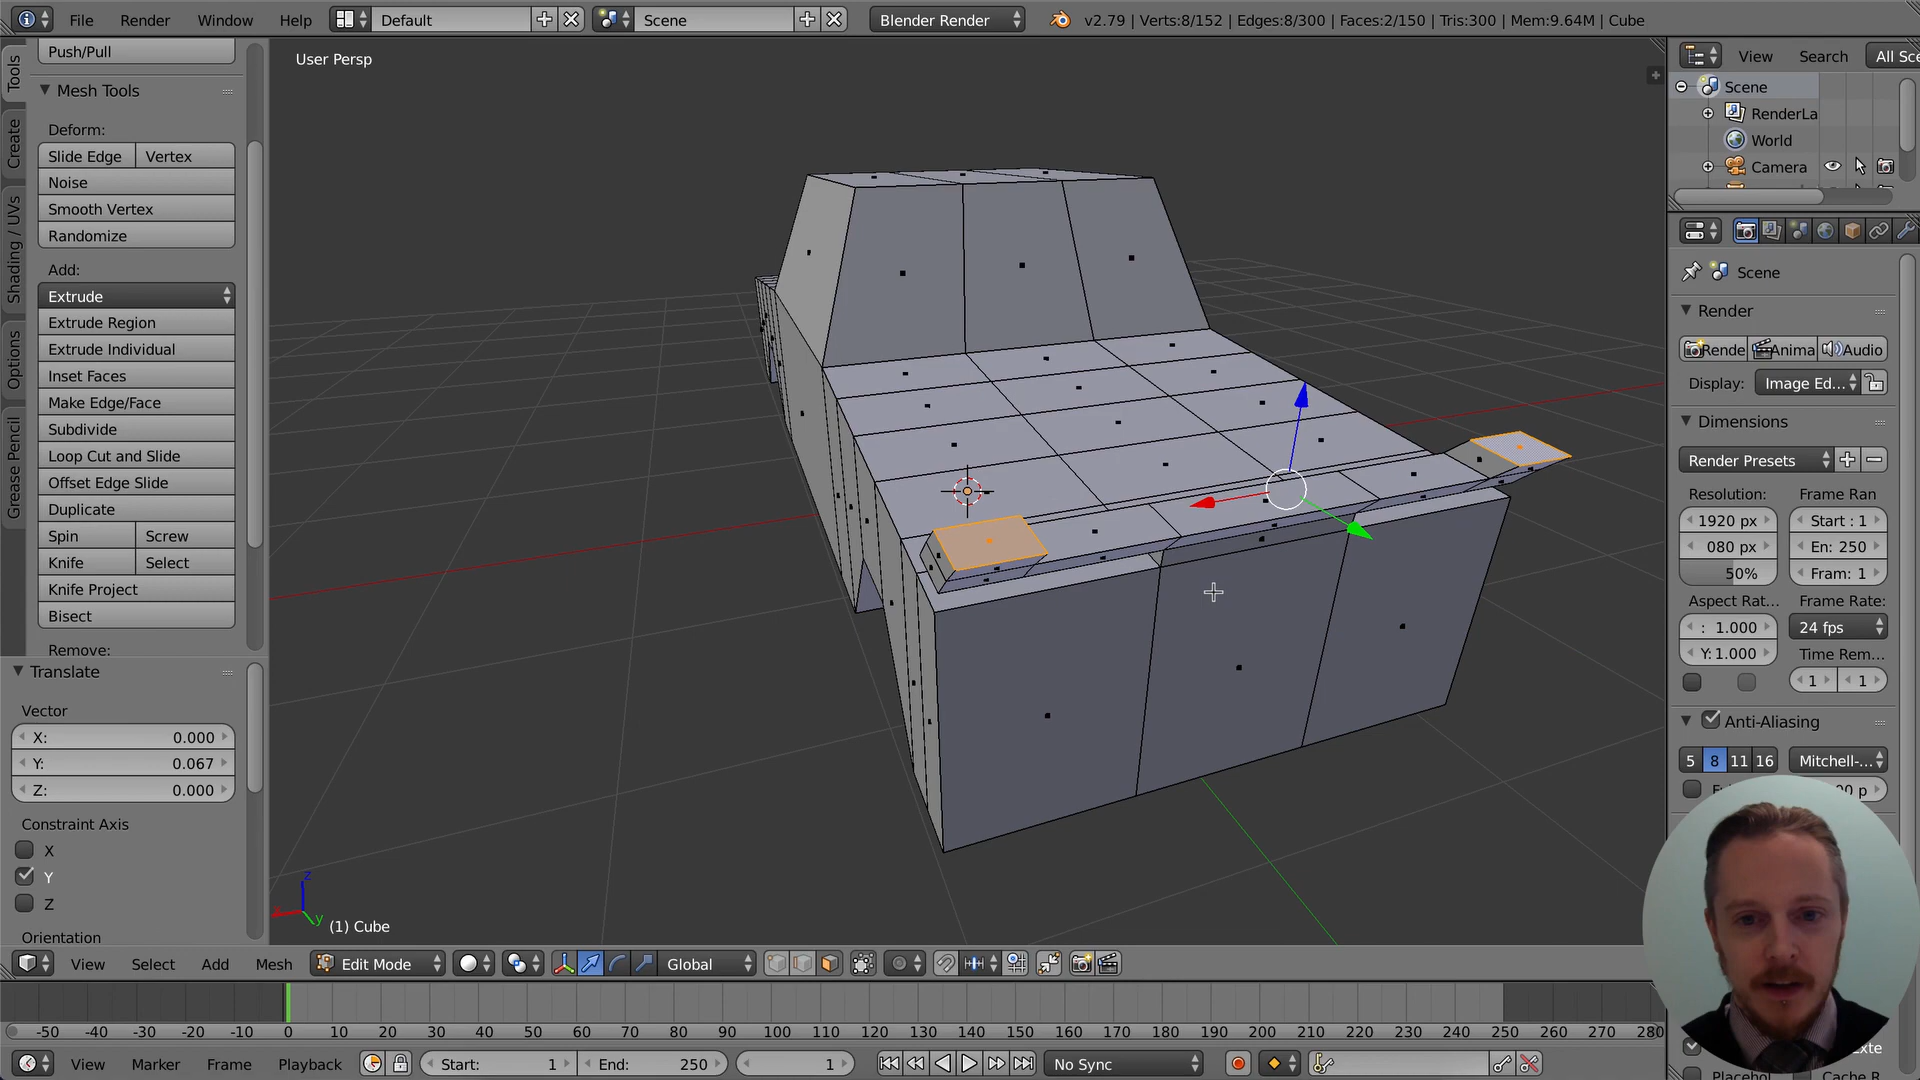 File Render Window Help Default Scene Blender Render v2.79 | Verts:8/152 | Edges:8/300 | Faces:2/150 | Tris:300 | Mem:9.64M | Cube
Push/Pull
Mesh Tools
Deform:
Slide Edge Vertex
Noise
Smooth Vertex
Randomize
Add:
Extrude
Extrude Region
Extrude Individual
Inset Faces
Make Edge/Face
Subdivide
Loop Cut and Slide
Offset Edge Slide
Duplicate
Spin Screw
Knife Select
Knife Project
Bisect
Remove:
Tools
Create
Shading / UVs
Options
Grease Pencil
Translate
Vector
X: 0.000
Y: 0.067
Z: 0.000
Constraint Axis
X
Y
Z
Orientation
User Persp
z
y
(1) Cube
View Search All Sce
Scene
RenderLa
World
Camera
Scene
Render
Rende Anima Audio
Display: Image Ed...
Dimensions
Render Presets
Resolution: Frame Ran
1920 px Start : 1
080 px En: 250
50% Fram: 1
Aspect Rat... Frame Rate:
: 1.000 24 fps
Y: 1.000 Time Rem...
1 1
Anti-Aliasing
5 8 11 16 Mitchell-...
View Select Add Mesh Edit Mode Global
-50 -40 -30 -20 -10 0 10 20 30 40 50 60 70 80 90 100 110 120 130 140 150 160 170 180 190 200 210 220 230 240 250 260 270 280
View Marker Frame Playback Start: 1 End: 250 1 No Sync